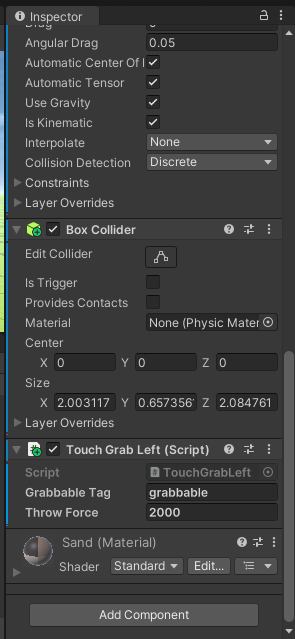 Inspector
Drag
Angular Drag 0.05
Automatic Center Of
Automatic Tensor
Use Gravity
Is Kinematic
Interpolate None
Collision Detection Discrete
Constraints
Layer Overrides
Box Collider
Edit Collider
Is Trigger
Provides Contacts
Material None (Physic Mater
Center
X 0 Y 0 Z 0
Size
X 2.003117 Y 0.657356 Z 2.084761
Layer Overrides
Touch Grab Left (Script)
Script TouchGrabLeft
Grabbable Tag grabbable
Throw Force 2000
Sand (Material)
Shader Standard Edit...
Add Component